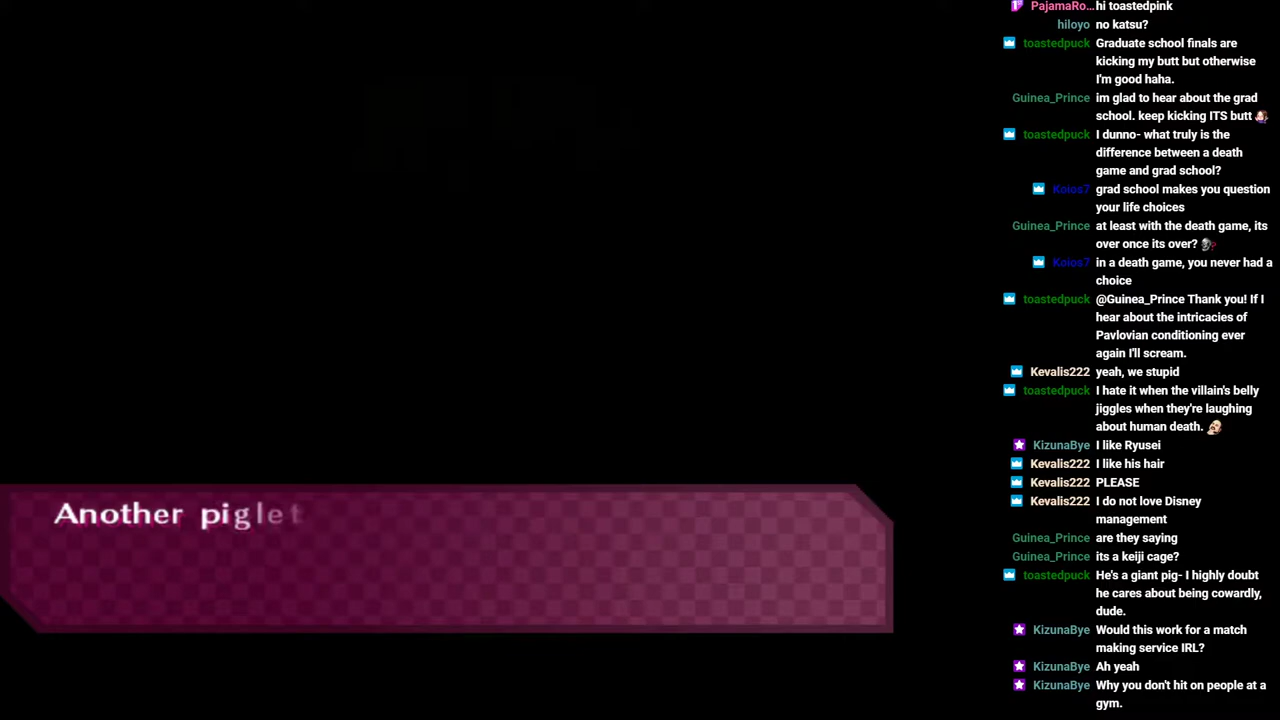 PajamaRo... hi toastedpink
hiloyo no katsu?
toastedpuck Graduate school finals are
kicking my butt but otherwise
I'm good haha.
Guinea_Prince im glad to hear about the grad
school. keep kicking ITS butt
toastedpuck I dunno- what truly is the
difference between a death
game and grad school?
Koios7 grad school makes you question
your life choices
Guinea_Prince at least with the death game, its
over once its over?
Koios7 in a death game, you never had a
choice
toastedpuck @Guinea_Prince Thank you! If I
hear about the intricacies of
Pavlovian conditioning ever
again I'll scream.
Kevalis222 yeah, we stupid
toastedpuck I hate it when the villain's belly
jiggles when they're laughing
about human death.
KizunaBye I like Ryusei
Kevalis222 I like his hair
Kevalis222 PLEASE
Kevalis222 I do not love Disney
management
Guinea_Prince are they saying
Guinea_Prince its a keiji cage?
toastedpuck He's a giant pig- I highly doubt
he cares about being cowardly,
dude.
KizunaBye Would this work for a match
making service IRL?
KizunaBye Ah yeah
KizunaBye Why you don't hit on people at a
gym.
Another piglet